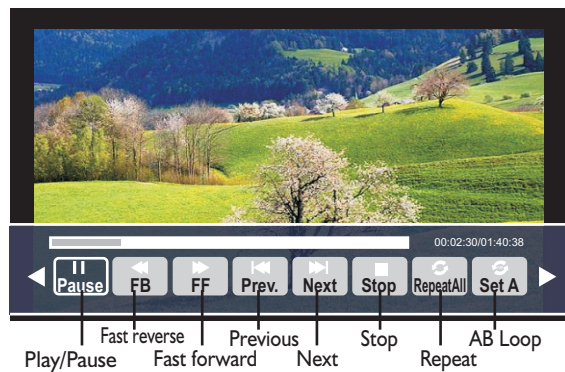 00:02:30/01:40:38
Pause FB FF Prev. Next Stop RepeatAll Set A
Fast reverse Previous Stop AB Loop
Play/Pause Fast forward Next Repeat